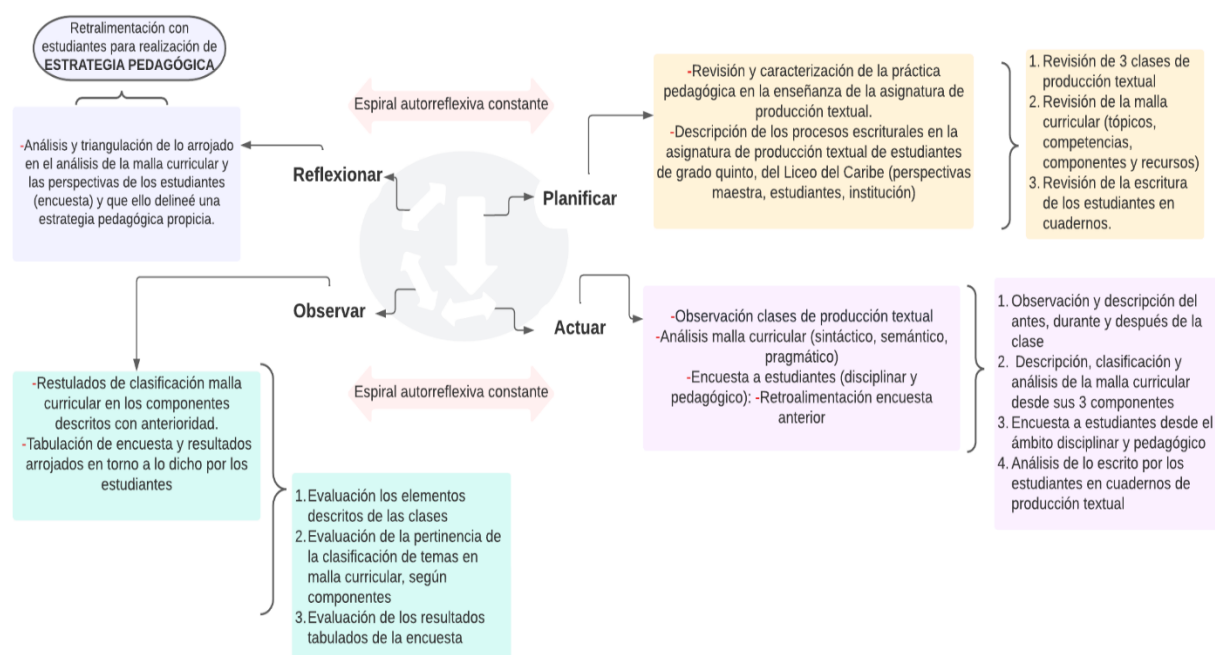 Retralimentación con
estudiantes para realización de
ESTRATEGIA PEDAGÓGICA
-Análisis y triangulación de lo arrojado
en el análisis de la malla curricular y
las perspectivas de los estudiantes
(encuesta) y que ello delineé una
estrategia pedagógica propicia.
Espiral autorreflexiva constante
Reflexionar
Planificar
-Revisión y caracterización de la práctica
pedagógica en la enseñanza de la asignatura de
producción textual.
-Descripción de los procesos escriturales en la
asignatura de producción textual de estudiantes
de grado quinto, del Liceo del Caribe (perspectivas
maestra, estudiantes, institución)
1. Revisión de 3 clases de
producción textual
2. Revisión de la malla
curricular (tópicos,
competencias,
componentes y recursos)
3. Revisión de la escritura
de los estudiantes en
cuadernos.
Observar
Actuar
Espiral autorreflexiva constante
-Observación clases de producción textual
-Análisis malla curricular (sintáctico, semántico,
pragmático)
-Encuesta a estudiantes (disciplinar y
pedagógico): -Retroalimentación encuesta
anterior
1. Observación y descripción del
antes, durante y después de la
clase
2. Descripción, clasificación y
análisis de la malla curricular
desde sus 3 componentes
3. Encuesta a estudiantes desde el
ámbito disciplinar y pedagógico
4. Análisis de lo escrito por los
estudiantes en cuadernos de
producción textual
-Restulados de clasificación malla
curricular en los componentes
descritos con anterioridad.
-Tabulación de encuesta y resultados
arrojados en torno a lo dicho por los
estudiantes
1. Evaluación los elementos
descritos de las clases
2. Evaluación de la pertinencia de
la clasificación de temas en
malla curricular, según
componentes
3. Evaluación de los resultados
tabulados de la encuesta